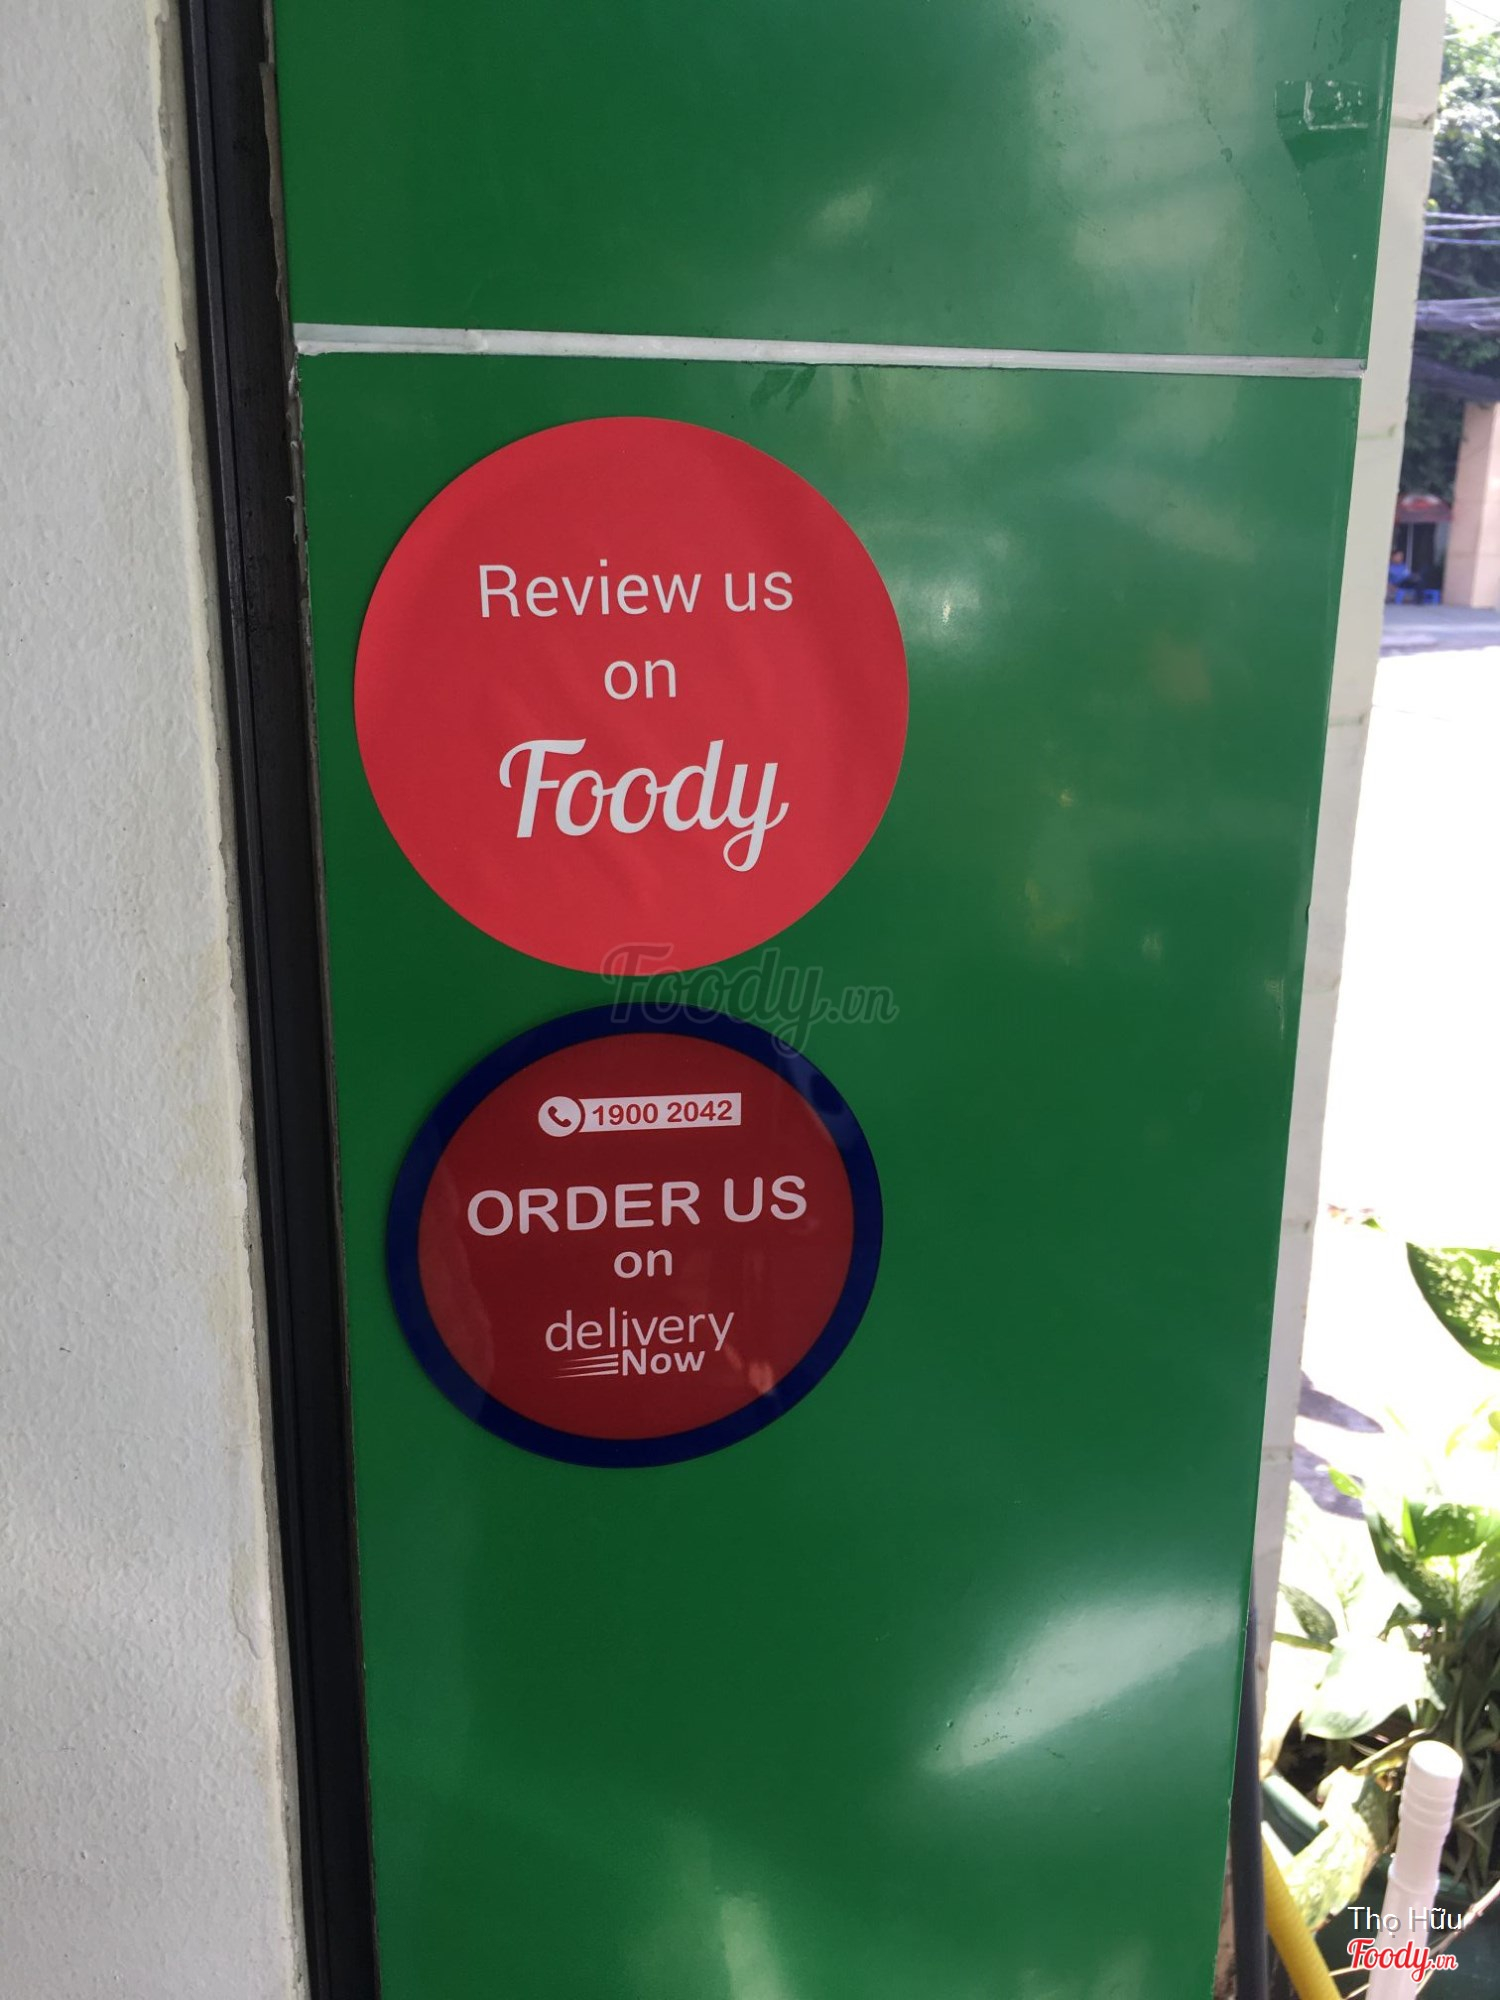 Review us
on
Foody
Foody.vn
1900 2042
ORDER US
on
delivery
Now
Thọ Hữu
Foody.vn